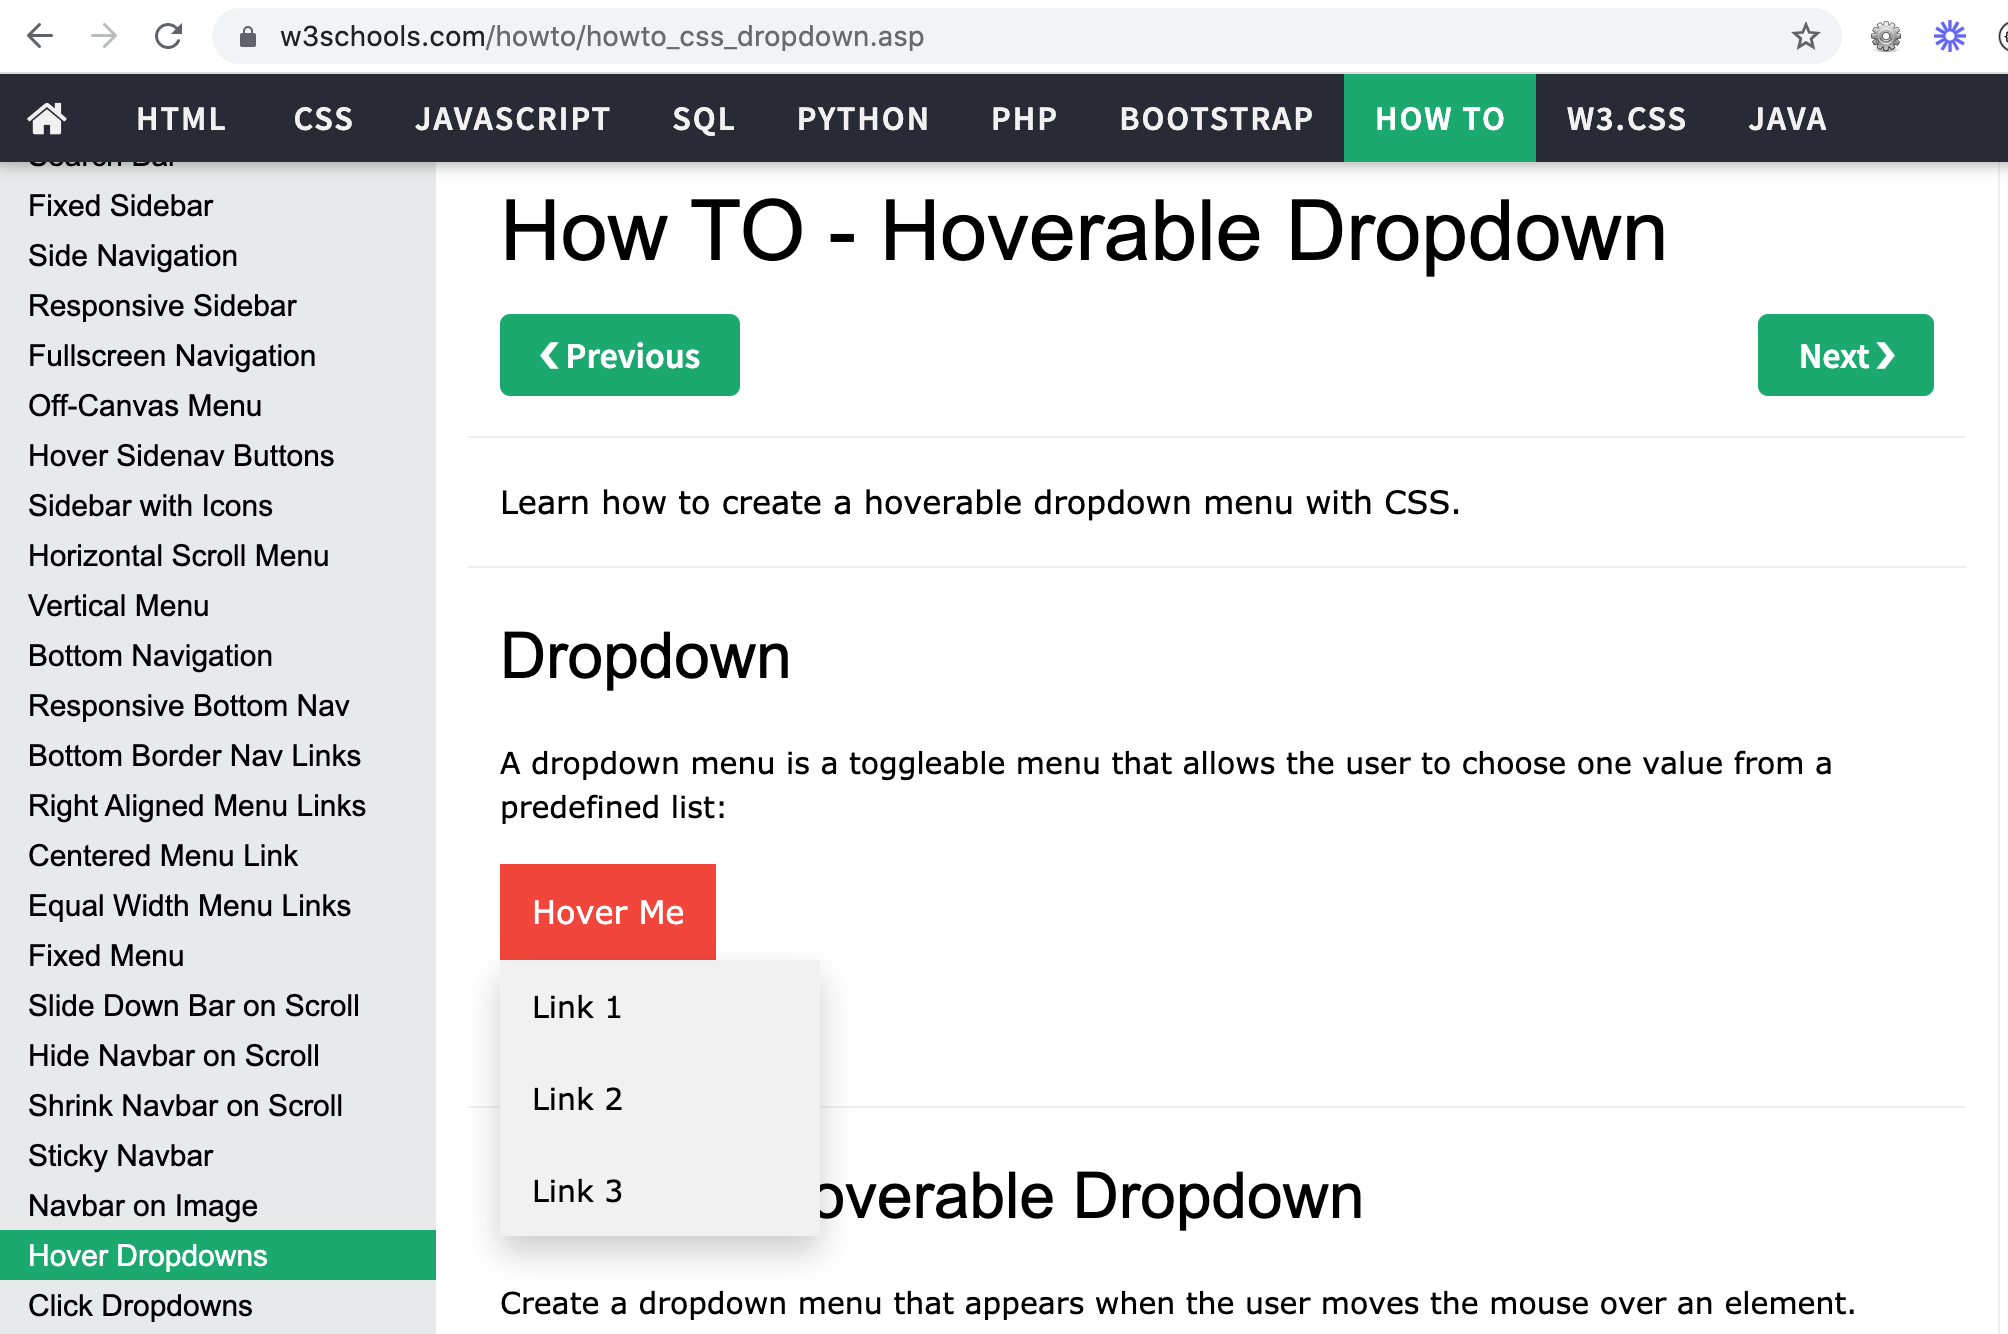 w3schools.com/howto/howto_css_dropdown.asp
HTML CSS JAVASCRIPT SQL PYTHON PHP BOOTSTRAP HOW TO W3.CSS JAVA
Search Bar
Fixed Sidebar
Side Navigation
Responsive Sidebar
Fullscreen Navigation
Off-Canvas Menu
Hover Sidenav Buttons
Sidebar with Icons
Horizontal Scroll Menu
Vertical Menu
Bottom Navigation
Responsive Bottom Nav
Bottom Border Nav Links
Right Aligned Menu Links
Centered Menu Link
Equal Width Menu Links
Fixed Menu
Slide Down Bar on Scroll
Hide Navbar on Scroll
Shrink Navbar on Scroll
Sticky Navbar
Navbar on Image
Hover Dropdowns
Click Dropdowns
How TO - Hoverable Dropdown
❮ Previous
Next ❯
Learn how to create a hoverable dropdown menu with CSS.
Dropdown
A dropdown menu is a toggleable menu that allows the user to choose one value from a
predefined list:
Hover Me
Link 1
Link 2
Link 3
overable Dropdown
Create a dropdown menu that appears when the user moves the mouse over an element.